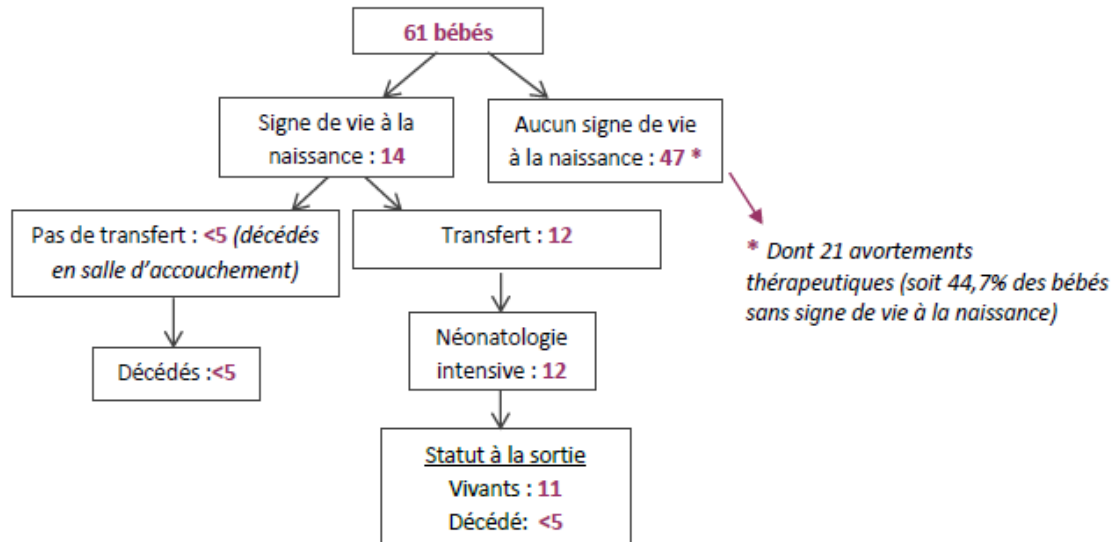 61 bébés
Signe de vie à la
naissance : 14
Aucun signe de vie
à la naissance : 47 *
Pas de transfert : <5 (décédés
en salle d'accouchement)
Transfert : 12
* Dont 21 avortements
thérapeutiques (soit 44,7% des bébés
sans signe de vie à la naissance)
Décédés :<5
Néonatologie
intensive : 12
Statut à la sortie
Vivants : 11
Décédé: <5